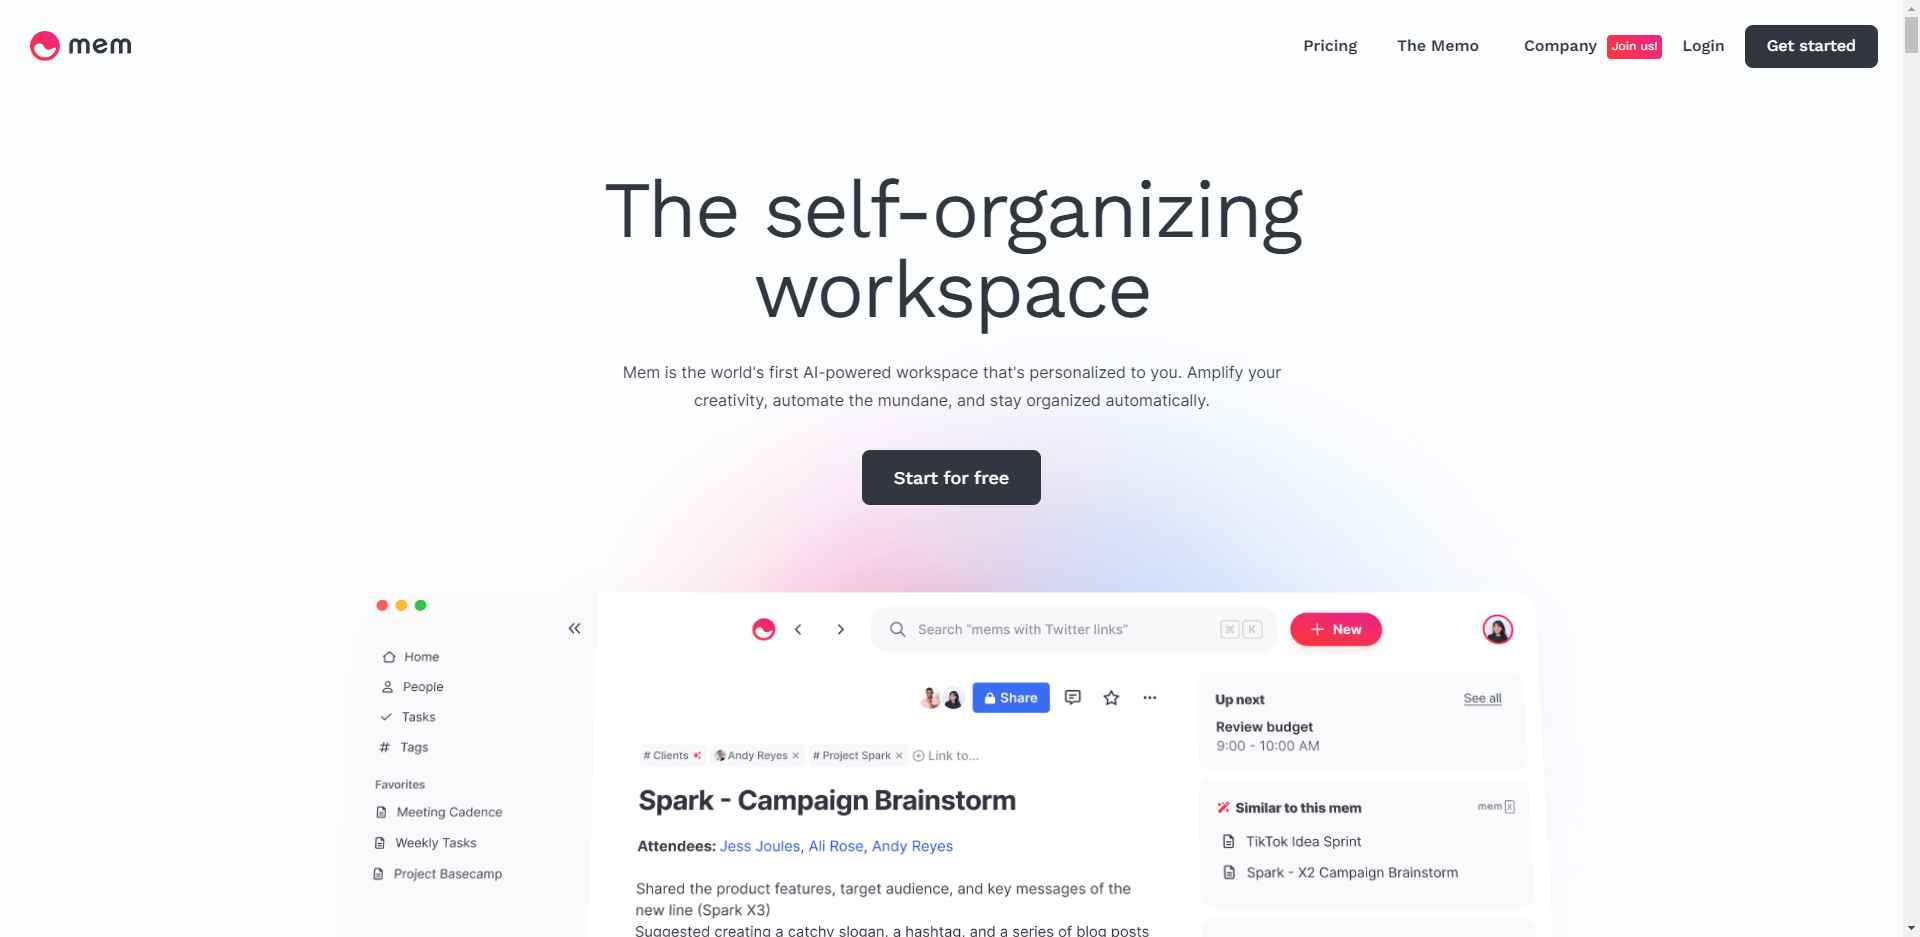 mem
Pricing
The Memo
Company
Join us!
Login
Get started
The self-organizing
workspace
Mem is the world's first AI-powered workspace that's personalized to you. Amplify your
creativity, automate the mundane, and stay organized automatically.
Start for free
Home
People
Tasks
# Tags
Favorites
Meeting Cadence
Weekly Tasks
Project Basecamp
Search "mems with Twitter links"
⌘ K
+ New
Share
# Clients
Andy Reyes ×
# Project Spark ×
Link to...
Spark - Campaign Brainstorm
Attendees: Jess Joules, Ali Rose, Andy Reyes
Shared the product features, target audience, and key messages of the
new line (Spark X3)
Suggested creating a catchy slogan, a hashtag, and a series of blog posts
Up next
See all
Review budget
9:00 - 10:00 AM
Similar to this mem
mem X
TikTok Idea Sprint
Spark - X2 Campaign Brainstorm